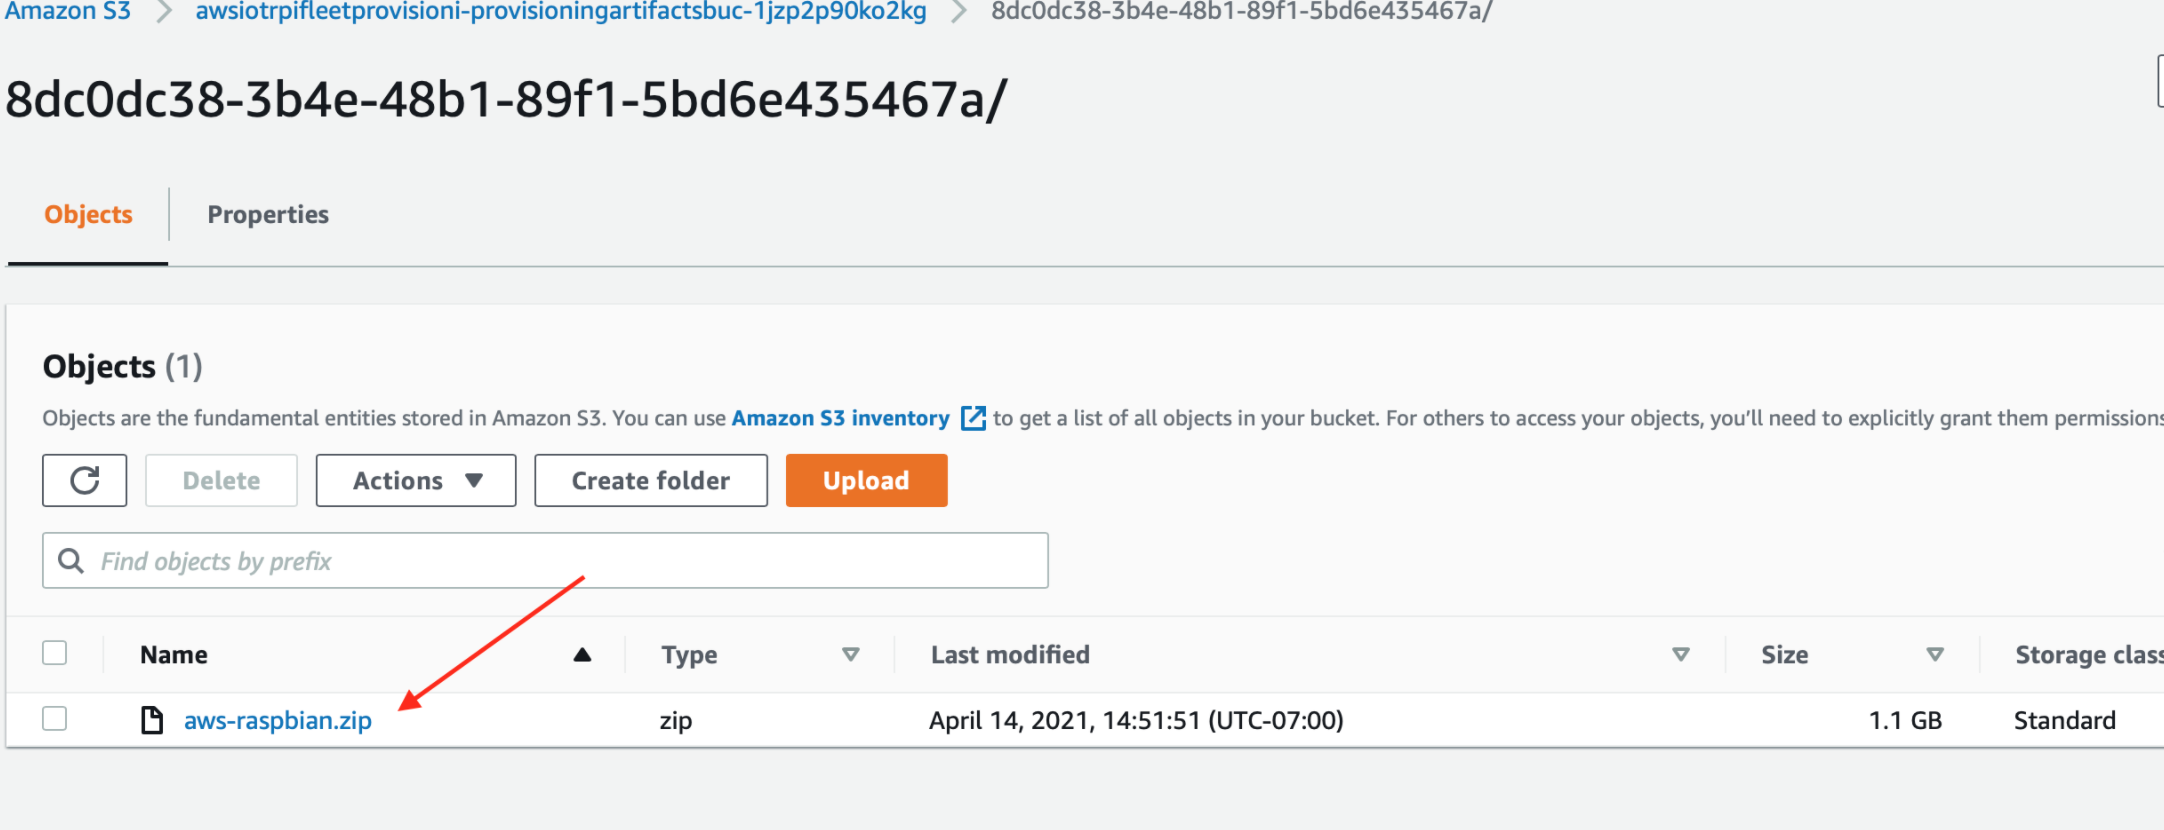 Amazon S3 awsiotrpifleetprovisioni-provisioningartifactsbuc-1jzp2p90ko2kg 8dc0dc38-3b4e-48b1-89f1-5bd6e435467a/
8dc0dc38-3b4e-48b1-89f1-5bd6e435467a/
Objects Properties
Objects (1)
Objects are the fundamental entities stored in Amazon S3. You can use Amazon S3 inventory to get a list of all objects in your bucket. For others to access your objects, you’ll need to explicitly grant them permissions
Delete Actions Create folder Upload
Find objects by prefix
Name Type Last modified Size Storage class
aws-raspbian.zip zip April 14, 2021, 14:51:51 (UTC-07:00) 1.1 GB Standard